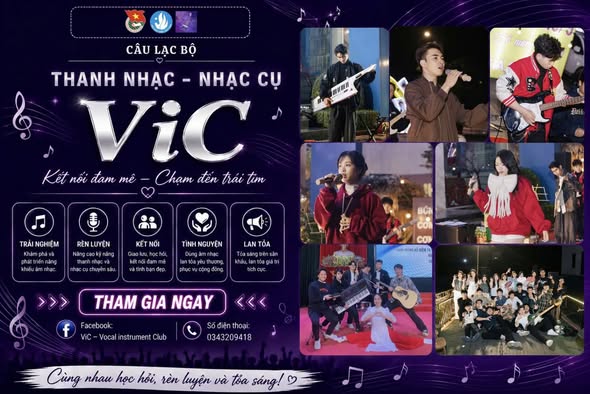 CÂU LẠC BỘ
THANH NHẠC - NHẠC CỤ
ViC
Kết nối đam mê – Chạm đến trái tim
TRẢI NGHIỆM
Khám phá và
phát triển năng
khiếu âm nhạc.
RÈN LUYỆN
Nâng cao kỹ năng
thanh nhạc và
nhạc cụ chuyên sâu.
KẾT NỐI
Giao lưu, học hỏi,
kết nối đam mê
và tình bạn đẹp.
TÌNH NGUYỆN
Dùng âm nhạc
lan tỏa yêu thương,
phục vụ cộng đồng.
LAN TỎA
Tỏa sáng trên sân
khấu, lan tỏa giá trị
tích cực.
>>> THAM GIA NGAY <<<
Facebook:
ViC – Vocal instrument Club
Số điện thoại:
0343209418
Cùng nhau học hỏi, rèn luyện và tỏa sáng!